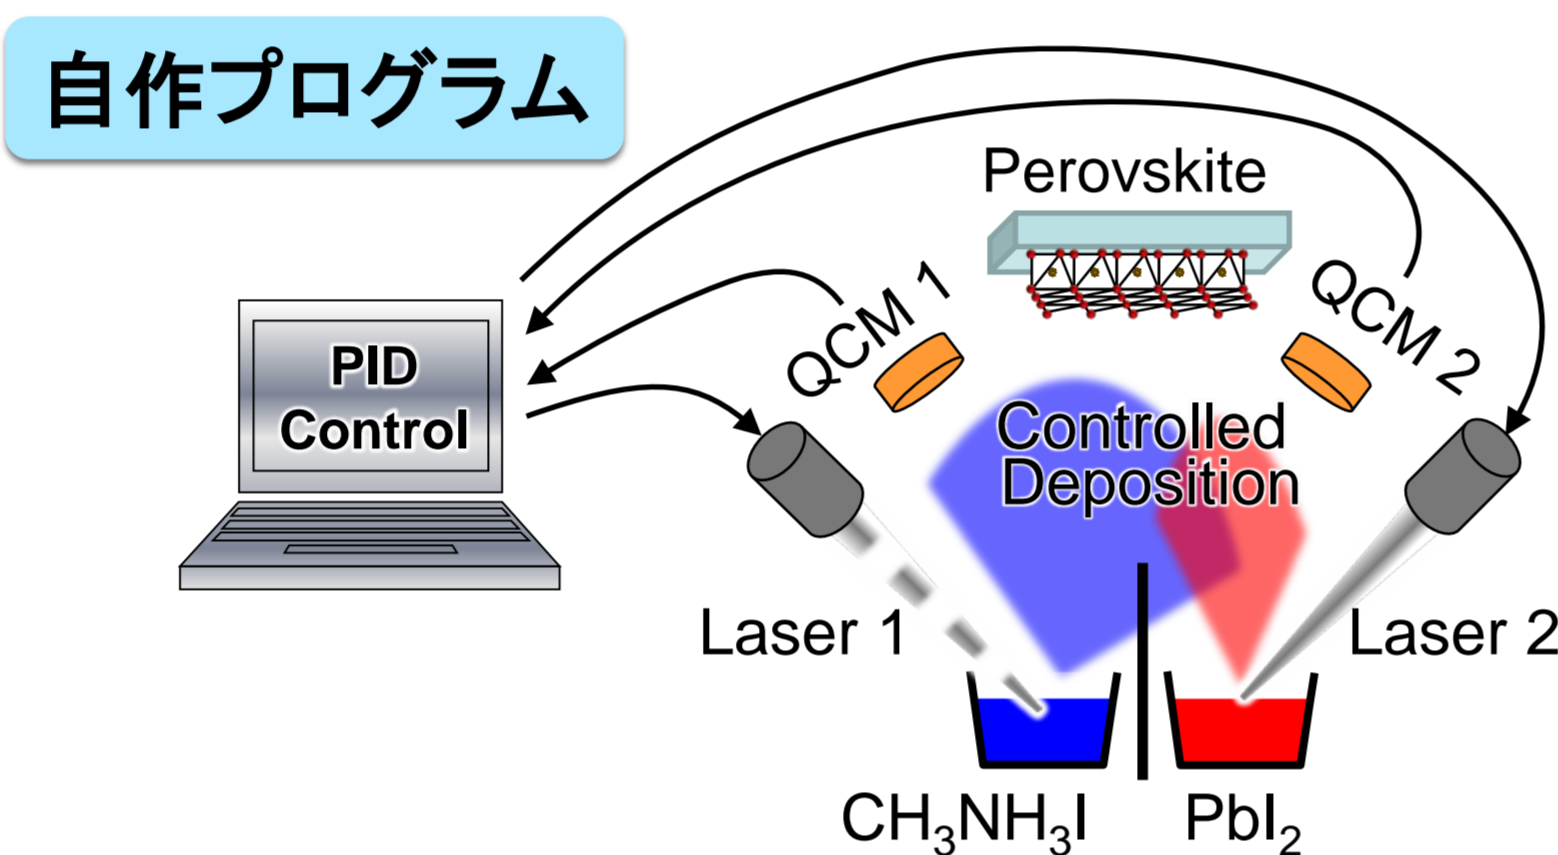 自作プログラム
Perovskite
QCM 1
QCM 2
PID
Control
Controlled
Deposition
Laser 1
Laser 2
CH₃NH₃I
PbI₂